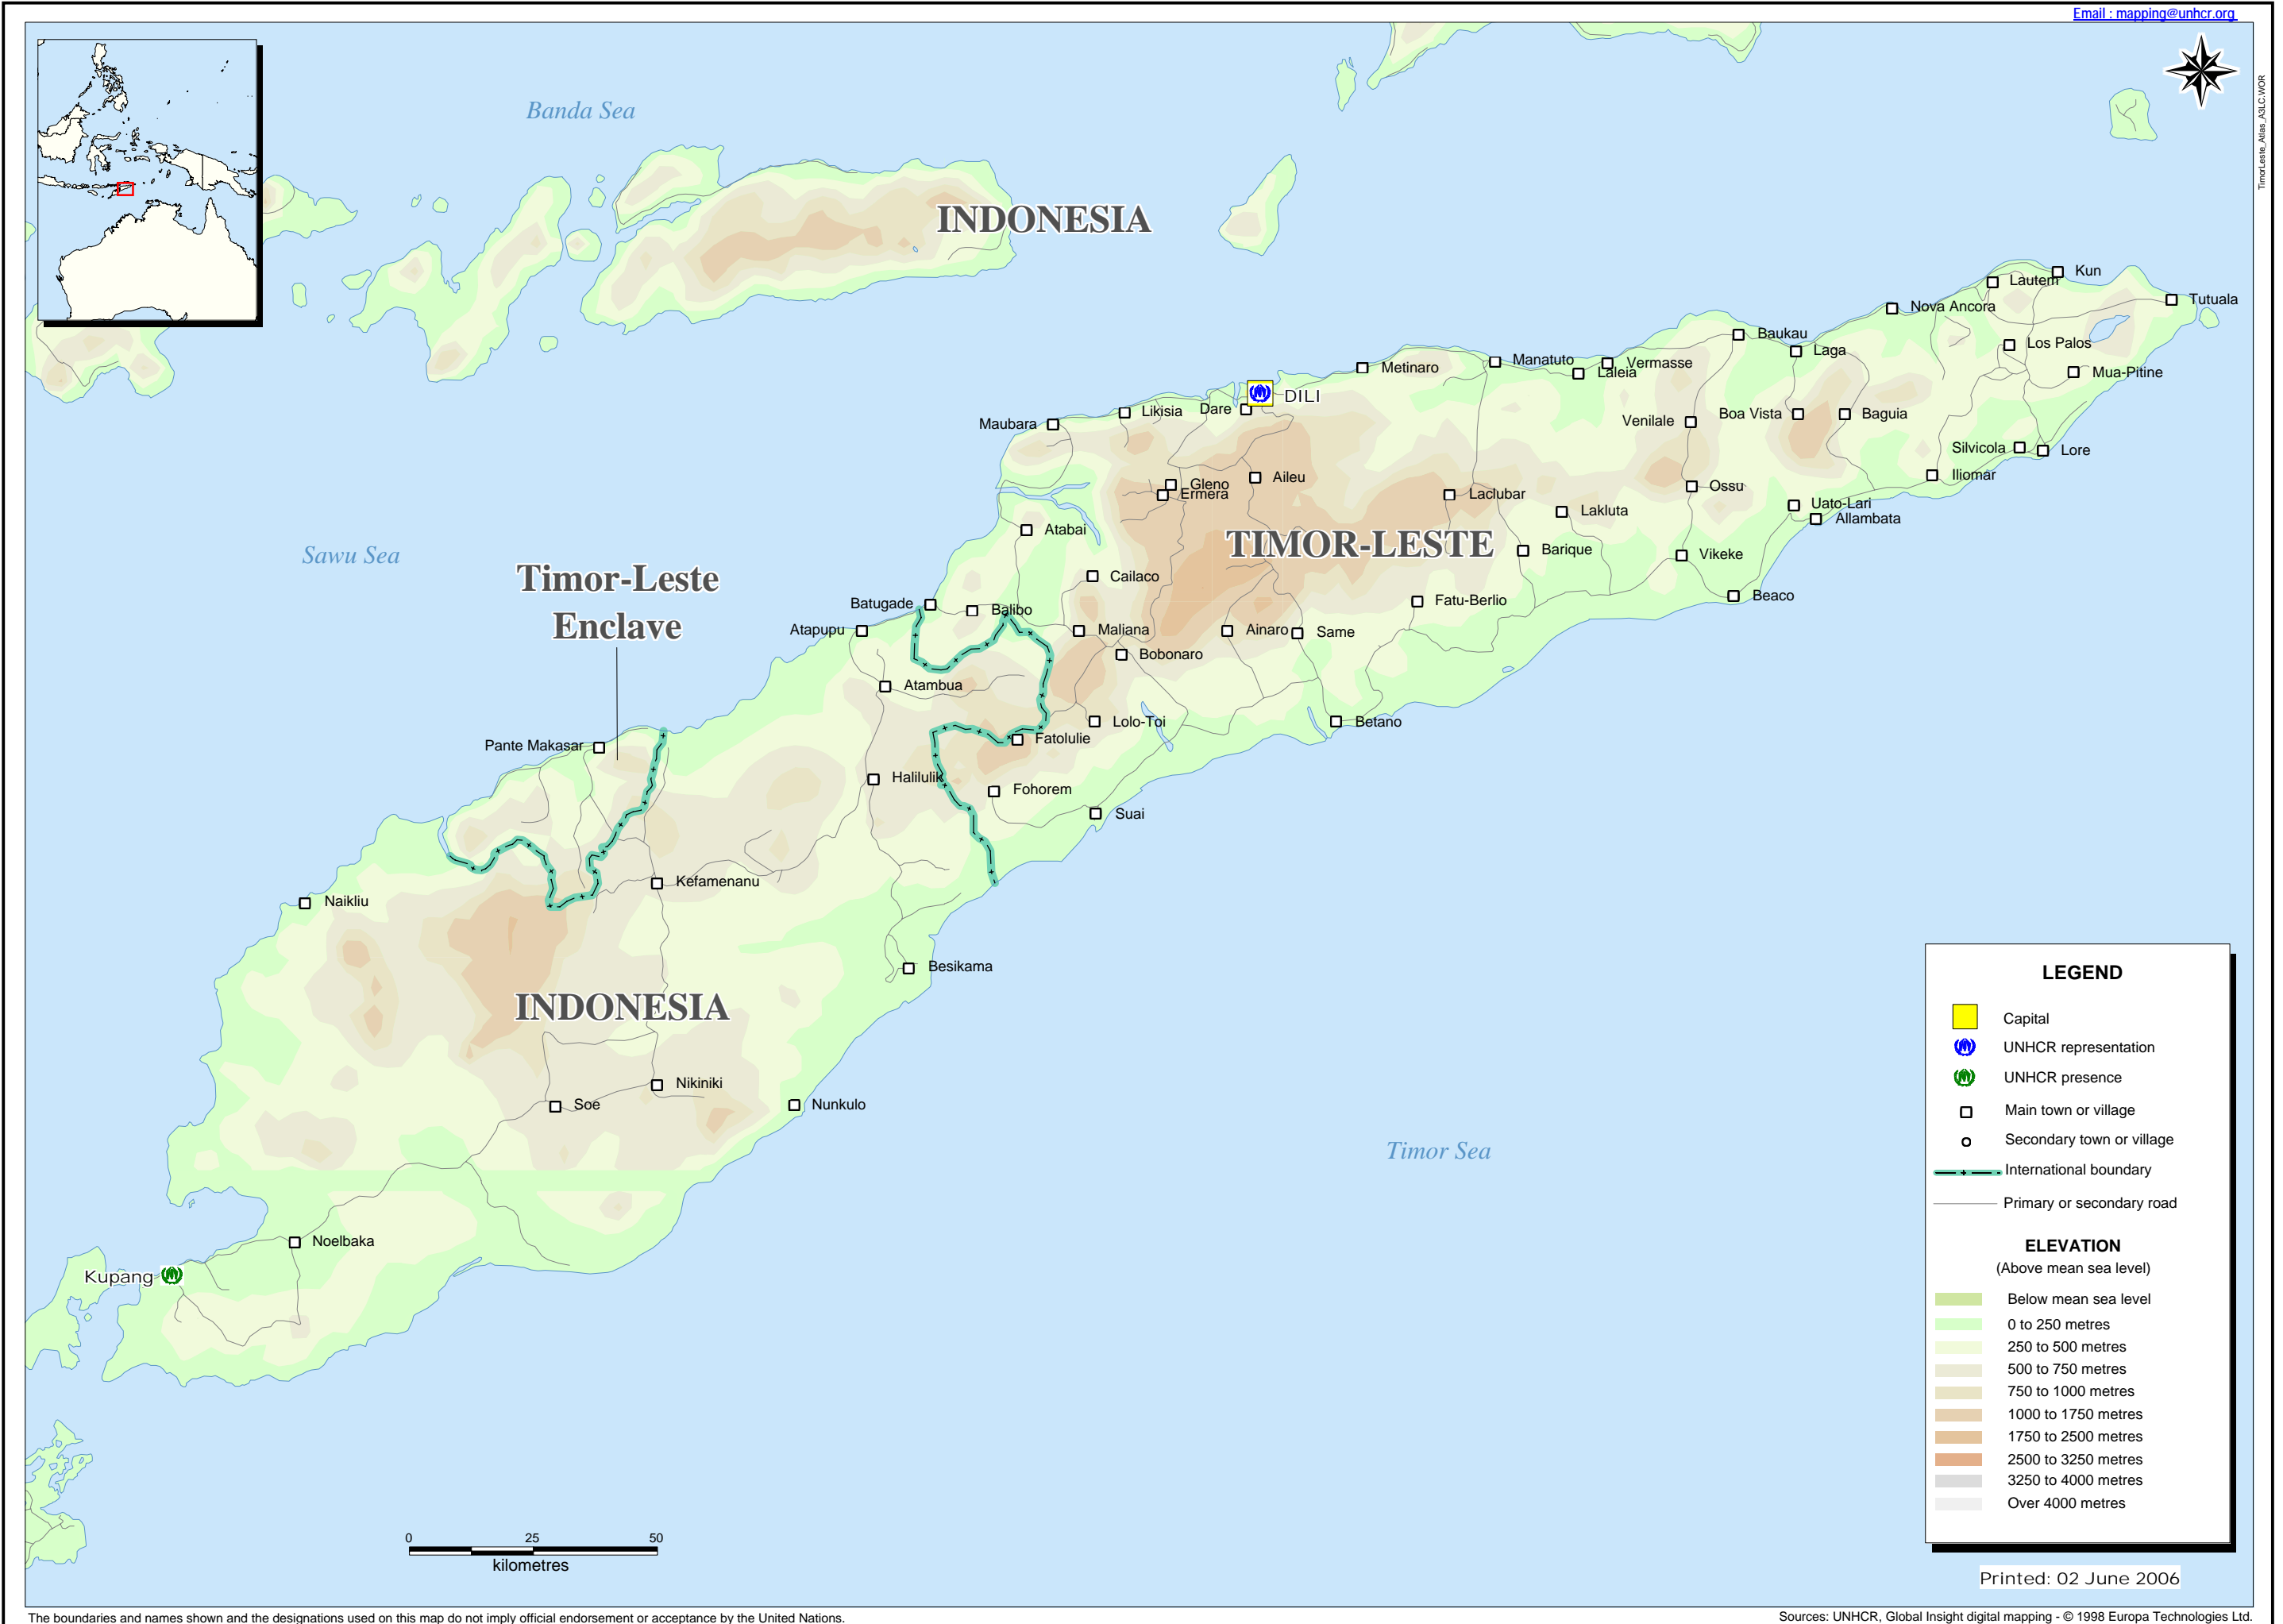 Email : mapping@unhcr.org
TimorLeste_Atlas_A3LC.WOR
Banda Sea
INDONESIA
Kun
Lautem
Tutuala
Nova Ancora
Baukau
Los Palos
Laga
Manatuto
Vermasse
Metinaro
Laleia
Mua-Pitine
DILI
Dare
Likisia
Boa Vista
Baguia
Maubara
Venilale
Silvicola
Lore
Iliomar
Aileu
Gleno
Ermera
Laclubar
Ossu
Uato-Lari
Lakluta
Allambata
Atabai
TIMOR-LESTE
Barique
Vikeke
Sawu Sea
Timor-Leste
Enclave
Cailaco
Beaco
Fatu-Berlio
Batugade
Balibo
Atapupu
Maliana
Ainaro
Same
Bobonaro
Atambua
Lolo-Toi
Betano
Fatolulie
Pante Makasar
Halilulik
Fohorem
Suai
Kefamenanu
Naikliu
Besikama
INDONESIA
Nikiniki
Soe
Nunkulo
Timor Sea
Noelbaka
Kupang
LEGEND
Capital
UNHCR representation
UNHCR presence
Main town or village
Secondary town or village
International boundary
Primary or secondary road
ELEVATION
(Above mean sea level)
Below mean sea level
0 to 250 metres
250 to 500 metres
500 to 750 metres
750 to 1000 metres
1000 to 1750 metres
1750 to 2500 metres
2500 to 3250 metres
3250 to 4000 metres
Over 4000 metres
0 25 50
kilometres
Printed: 02 June 2006
The boundaries and names shown and the designations used on this map do not imply official endorsement or acceptance by the United Nations.
Sources: UNHCR, Global Insight digital mapping - © 1998 Europa Technologies Ltd.